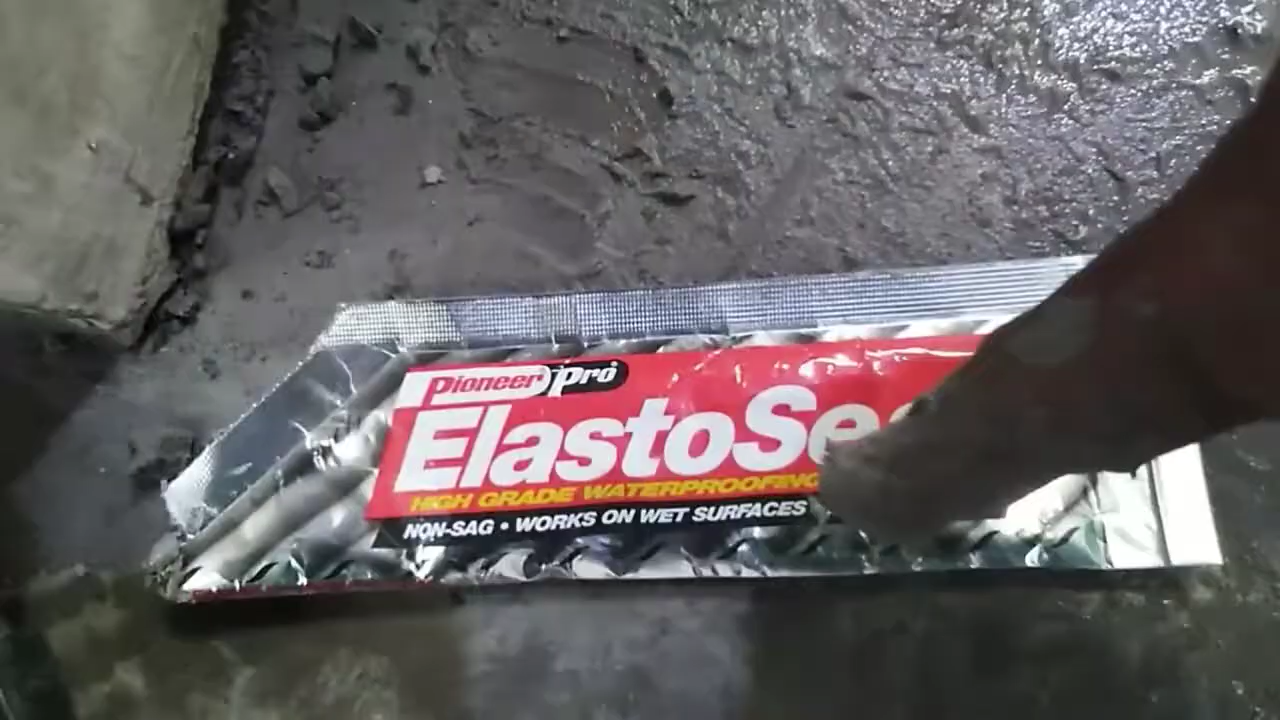 Pioneer Pro
ElastoSe
HIGH GRADE WATERPROOFING
NON-SAG • WORKS ON WET SURFACES